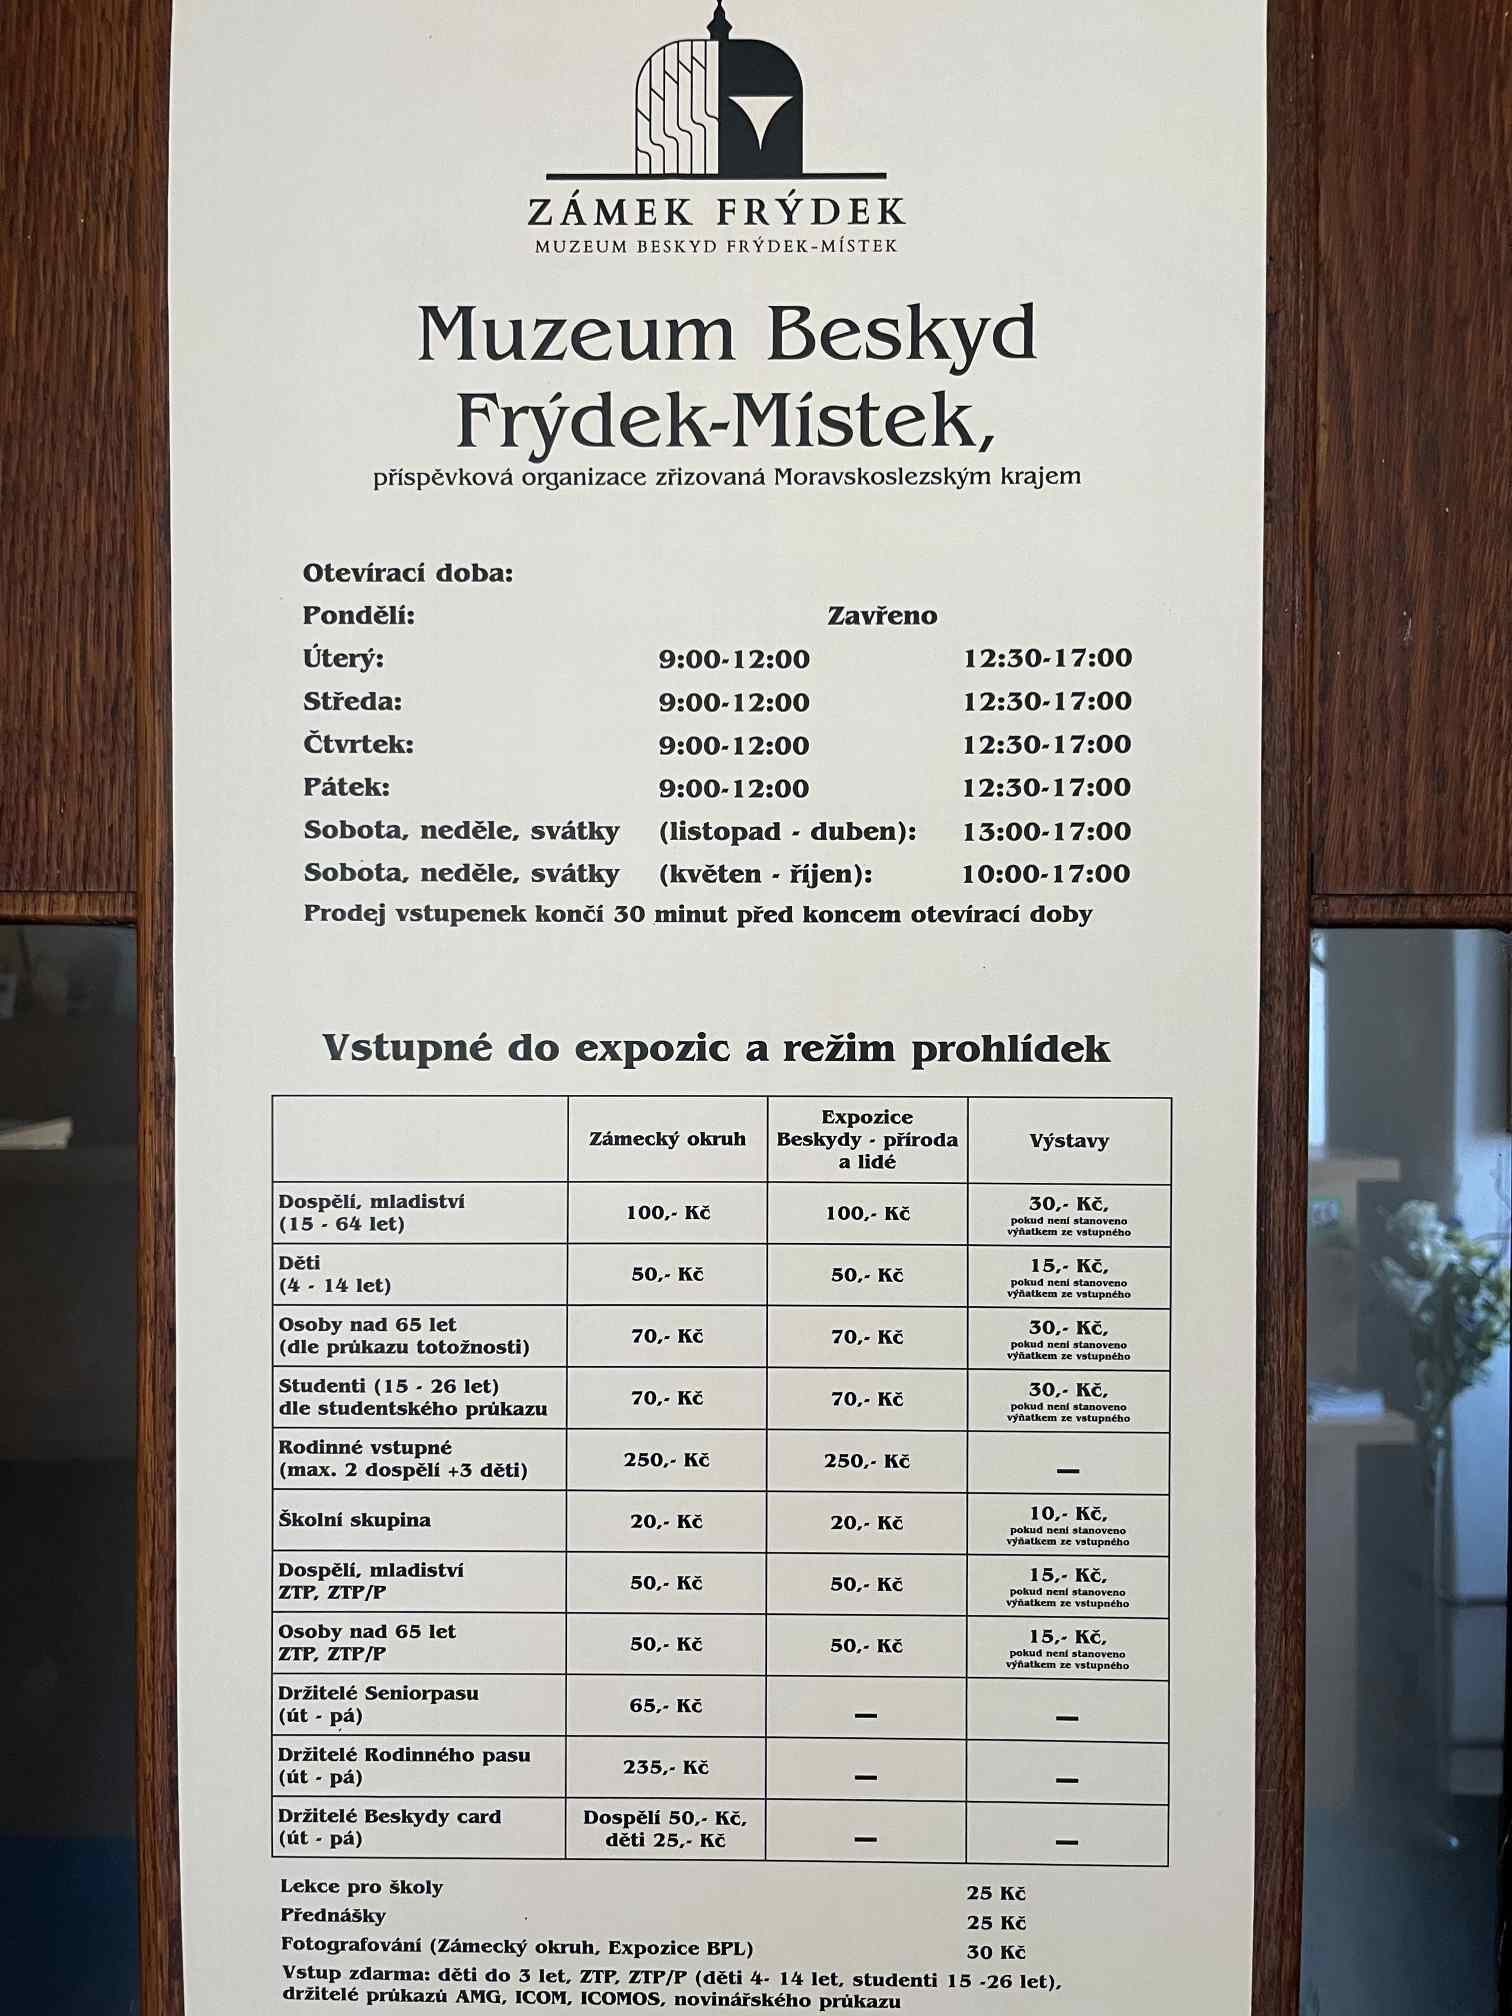 ZÁMEK FRÝDEK
MUZEUM BESKYD FRÝDEK-MÍSTEK
Muzeum Beskyd
Frýdek-Místek,
příspěvková organizace zřizovaná Moravskoslezským krajem
Otevírací doba:
Pondělí: Zavřeno
Úterý: 9:00-12:00 12:30-17:00
Středa: 9:00-12:00 12:30-17:00
Čtvrtek: 9:00-12:00 12:30-17:00
Pátek: 9:00-12:00 12:30-17:00
Sobota, neděle, svátky (listopad - duben): 13:00-17:00
Sobota, neděle, svátky (květen - říjen): 10:00-17:00
Prodej vstupenek končí 30 minut před koncem otevírací doby
Vstupné do expozic a režim prohlídek
Zámecký okruh
Expozice
Beskydy - příroda
a lidé
Výstavy
Dospělí, mladiství
(15 - 64 let)
100,- Kč
100,- Kč
30,- Kč,
pokud není stanoveno
výňatkem ze vstupného
Děti
(4 - 14 let)
50,- Kč
50,- Kč
15,- Kč,
pokud není stanoveno
výňatkem ze vstupného
Osoby nad 65 let
(dle průkazu totožnosti)
70,- Kč
70,- Kč
30,- Kč,
pokud není stanoveno
výňatkem ze vstupného
Studenti (15 - 26 let)
dle studentského průkazu
70,- Kč
70,- Kč
30,- Kč,
pokud není stanoveno
výňatkem ze vstupného
Rodinné vstupné
(max. 2 dospělí +3 děti)
250,- Kč
250,- Kč
—
Školní skupina
20,- Kč
20,- Kč
10,- Kč,
pokud není stanoveno
výňatkem ze vstupného
Dospělí, mladiství
ZTP, ZTP/P
50,- Kč
50,- Kč
15,- Kč,
pokud není stanoveno
výňatkem ze vstupného
Osoby nad 65 let
ZTP, ZTP/P
50,- Kč
50,- Kč
15,- Kč,
pokud není stanoveno
výňatkem ze vstupného
Držitelé Seniorpasu
(út - pá)
65,- Kč
—
—
Držitelé Rodinného pasu
(út - pá)
235,- Kč
—
—
Držitelé Beskydy card
(út - pá)
Dospělí 50,- Kč,
děti 25,- Kč
—
—
Lekce pro školy 25 Kč
Přednášky 25 Kč
Fotografování (Zámecký okruh, Expozice BPL) 30 Kč
Vstup zdarma: děti do 3 let, ZTP, ZTP/P (děti 4- 14 let, studenti 15 -26 let),
držitelé průkazů AMG, ICOM, ICOMOS, novinářského průkazu